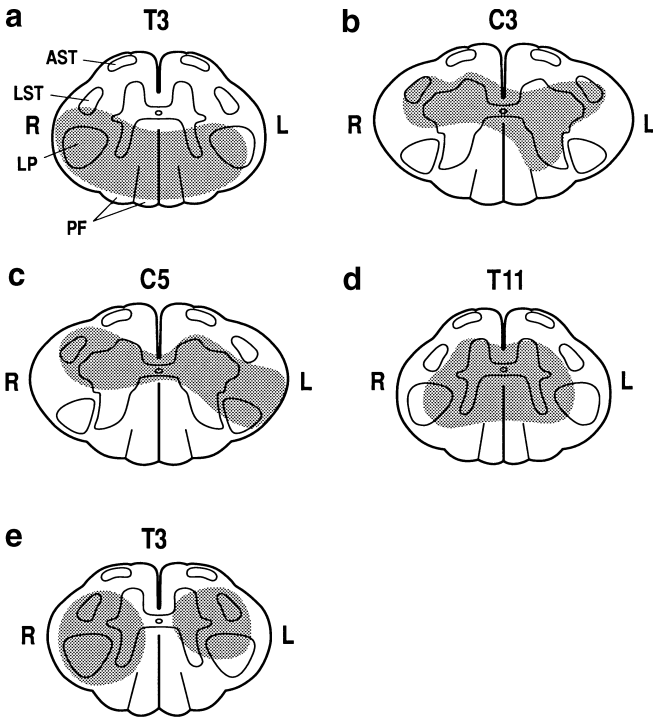 a T3 b C3
AST
LST
R L R L
LP
PF
c C5 d T11
R L R L
e T3
R L